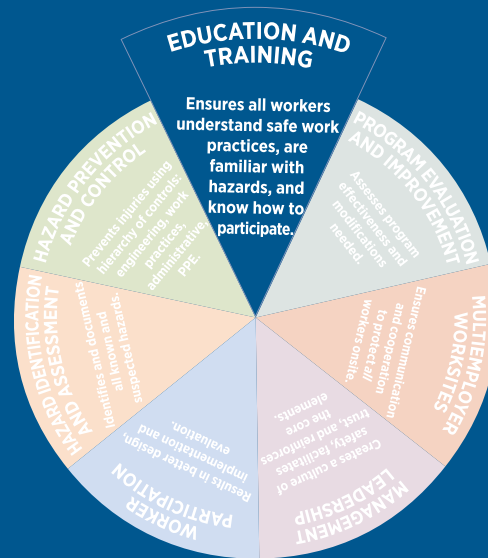 EDUCATION AND
TRAINING
Ensures all workers
understand safe work
practices, are
familiar with
hazards, and
know how to
participate.
PROGRAM EVALUATION
AND IMPROVEMENT
Assesses program
effectiveness and
modifications
needed.
MULTIEMPLOYER
WORKSITES
Ensures communication
and cooperation
to protect all
workers onsite.
MANAGEMENT
LEADERSHIP
Creates a culture of
safety, facilitates
trust, and reinforces
the core
elements.
WORKER
PARTICIPATION
Results in better design,
implementation and
evaluation.
HAZARD IDENTIFICATION
AND ASSESSMENT
Identifies and documents
all known and
suspected hazards.
HAZARD PREVENTION
AND CONTROL
Prevents injuries using
hierarchy of controls:
engineering, work
practices,
administrative,
PPE.